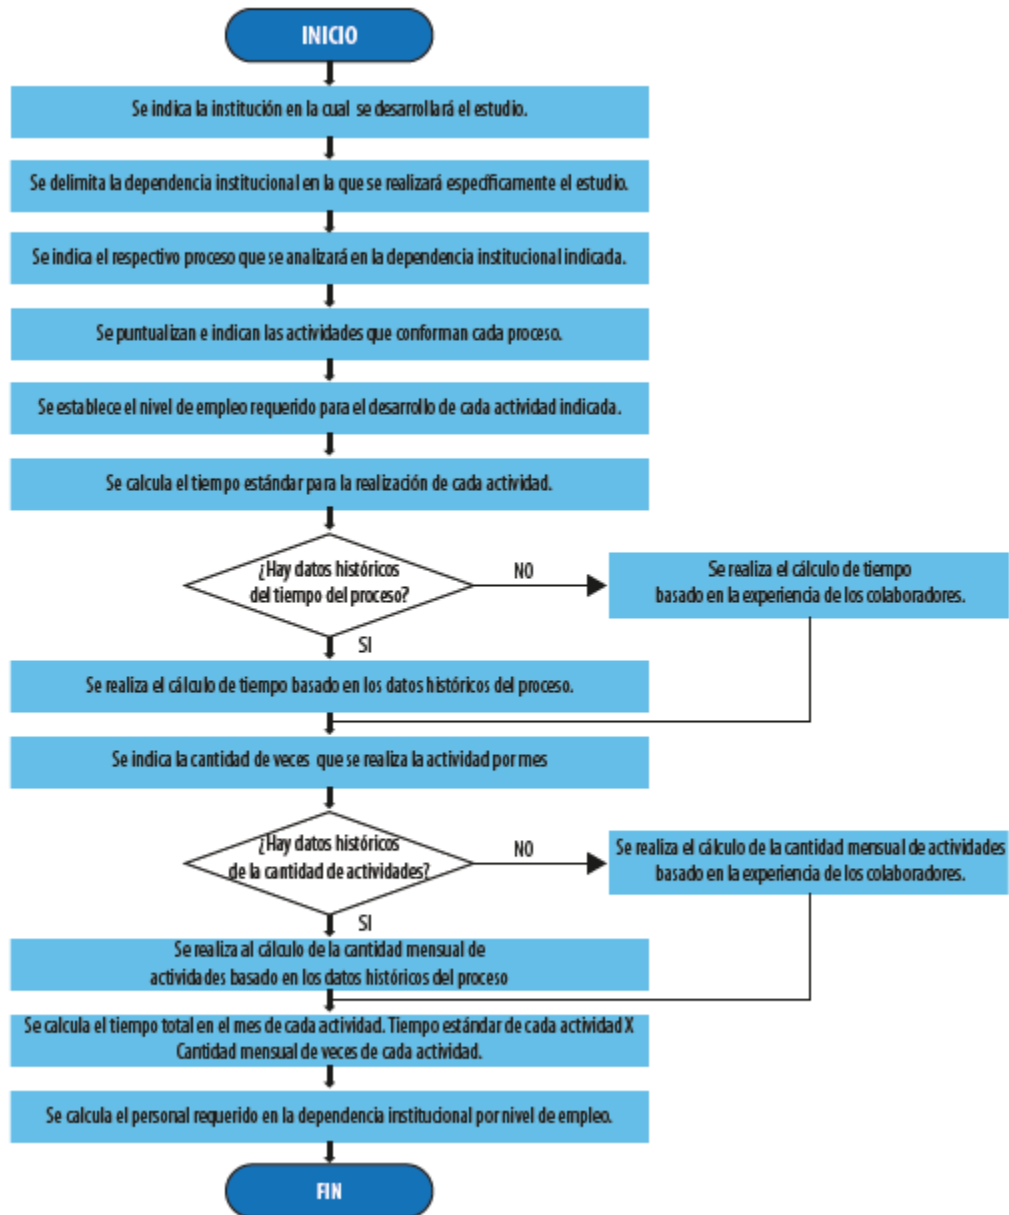 INICIO
Se indica la institución en la cual se desarrollará el estudio.
Se delimita la dependencia institucional en la que se realizará específicamente el estudio.
Se indica el respectivo proceso que se analizará en la dependencia institucional indicada.
Se puntualizan e indican las actividades que conforman cada proceso.
Se establece el nivel de empleo requerido para el desarrollo de cada actividad indicada.
Se calcula el tiempo estándar para la realización de cada actividad.
¿Hay datos históricos
del tiempo del proceso?
NO
Se realiza el cálculo de tiempo
basado en la experiencia de los colaboradores.
SI
Se realiza el cálculo de tiempo basado en los datos históricos del proceso.
Se indica la cantidad de veces que se realiza la actividad por mes
¿Hay datos históricos
de la cantidad de actividades?
NO
Se realiza el cálculo de la cantidad mensual de actividades
basado en la experiencia de los colaboradores.
SI
Se realiza al cálculo de la cantidad mensual de
actividades basado en los datos históricos del proceso
Se calcula el tiempo total en el mes de cada actividad. Tiempo estándar de cada actividad X
Cantidad mensual de veces de cada actividad.
Se calcula el personal requerido en la dependencia institucional por nivel de empleo.
FIN